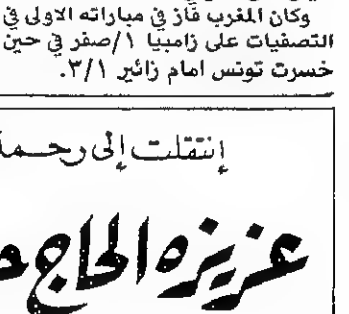 وكان المغرب فاز في مباراته الاولى في
التصفيات على زامبيا ١/صفر في حين
خسرت تونس امام زائير ٣/١.
إنتقلت إلى رحمة
عزيزه الحاج